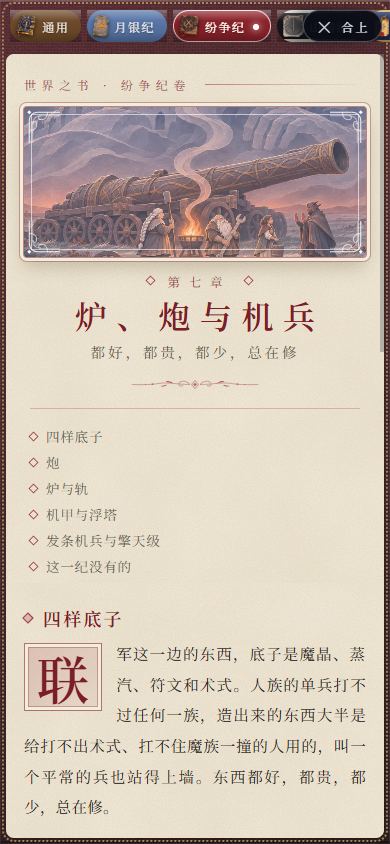 通用
月银纪
纷争纪
合上
世界之书 · 纷争纪卷
第七章
炉、炮与机兵
都好，都贵，都少，总在修
四样底子
炮
炉与轨
机甲与浮塔
发条机兵与擎天级
这一纪没有的
四样底子
联军这一边的东西，底子是魔晶、蒸
汽、符文和术式。人族的单兵打不
过任何一族，造出来的东西大半是
给打不出术式、扛不住魔族一撞的人用的，叫一
个平常的兵也站得上墙。东西都好，都贵，都
少，总在修。